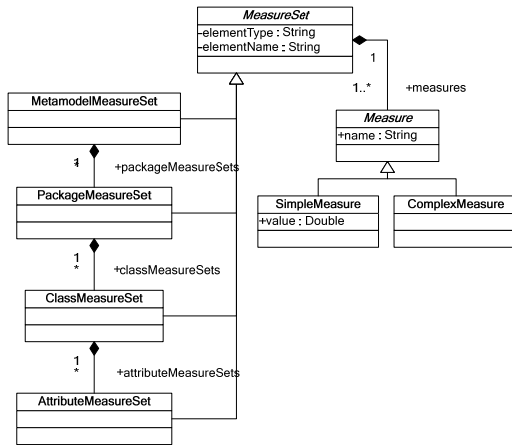 MeasureSet
-elementType : String
-elementName : String
1
1..*
+measures
MetamodelMeasureSet
Measure
+name : String
1
*
+packageMeasureSets
PackageMeasureSet
SimpleMeasure
+value : Double
ComplexMeasure
1
*
+classMeasureSets
ClassMeasureSet
1
*
+attributeMeasureSets
AttributeMeasureSet